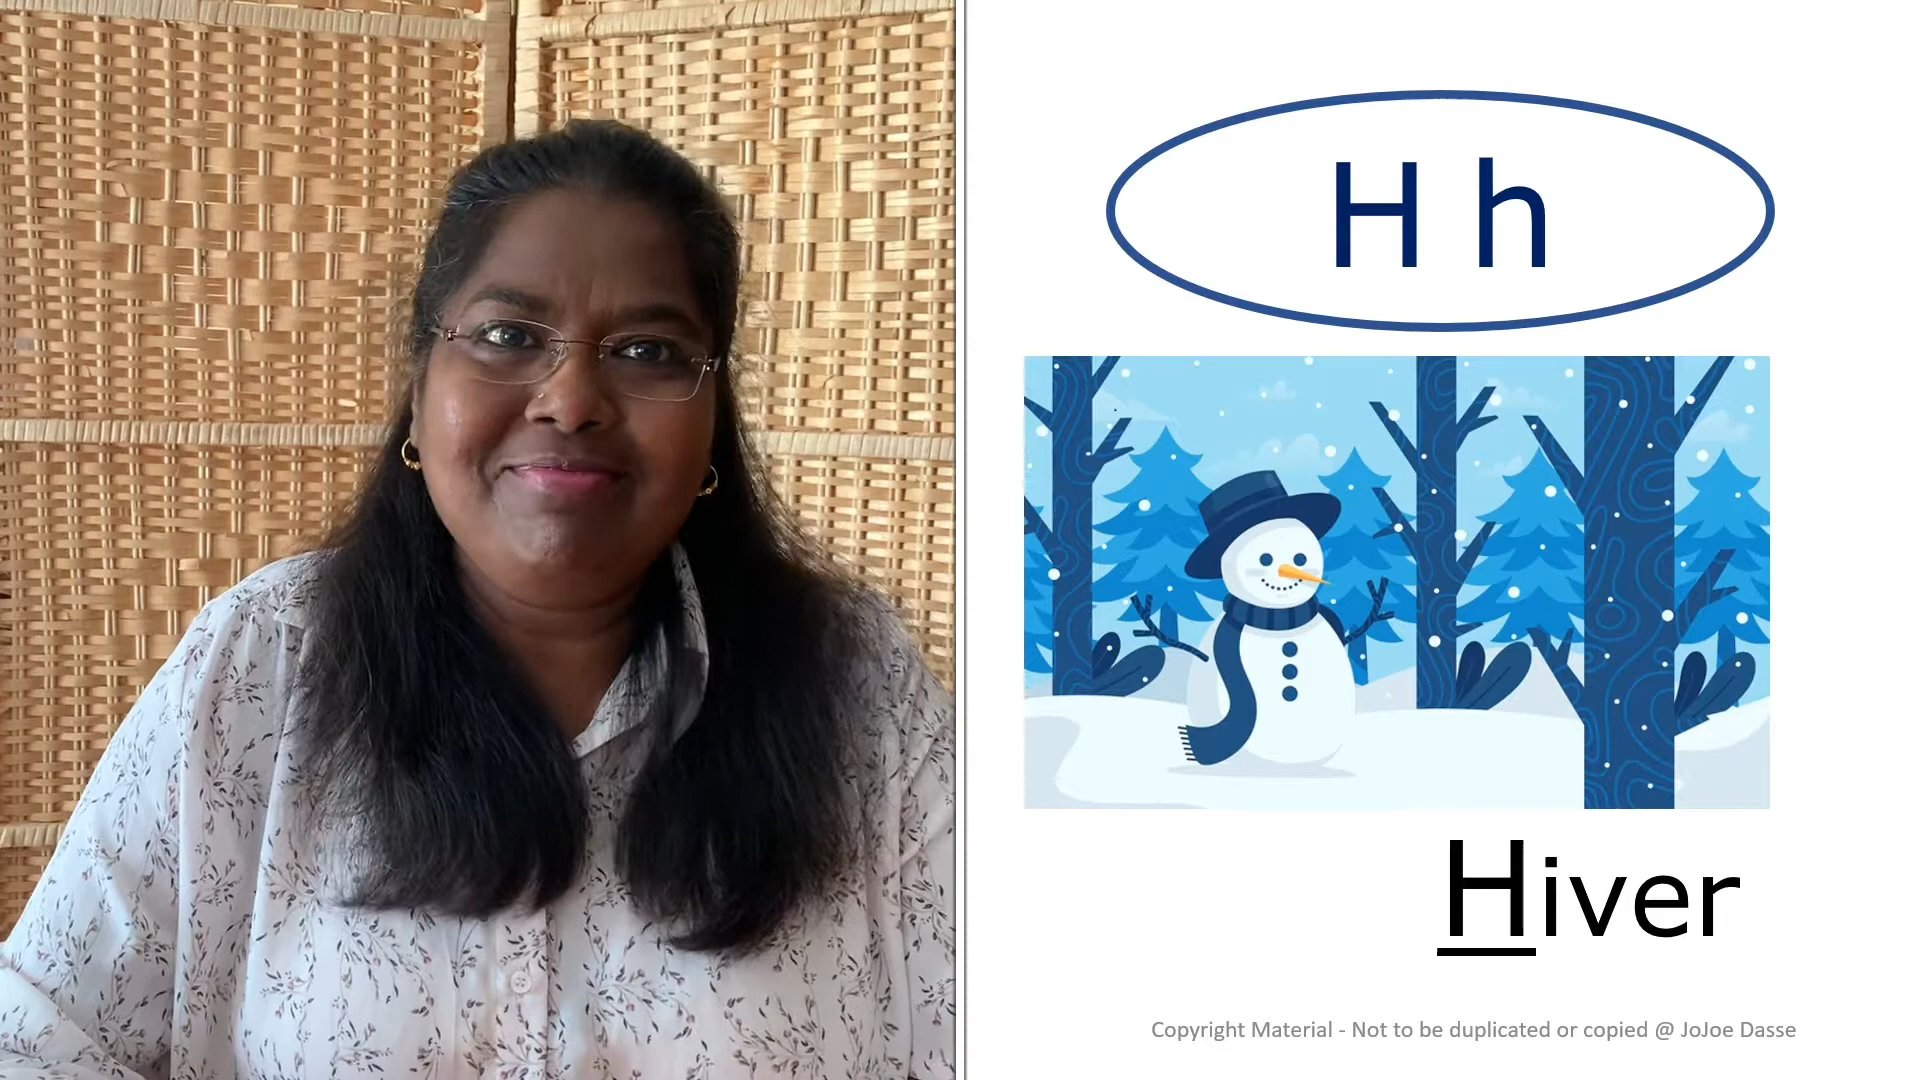 H h
Hiver
Copyright Material - Not to be duplicated or copied @ JoJoe Dasse